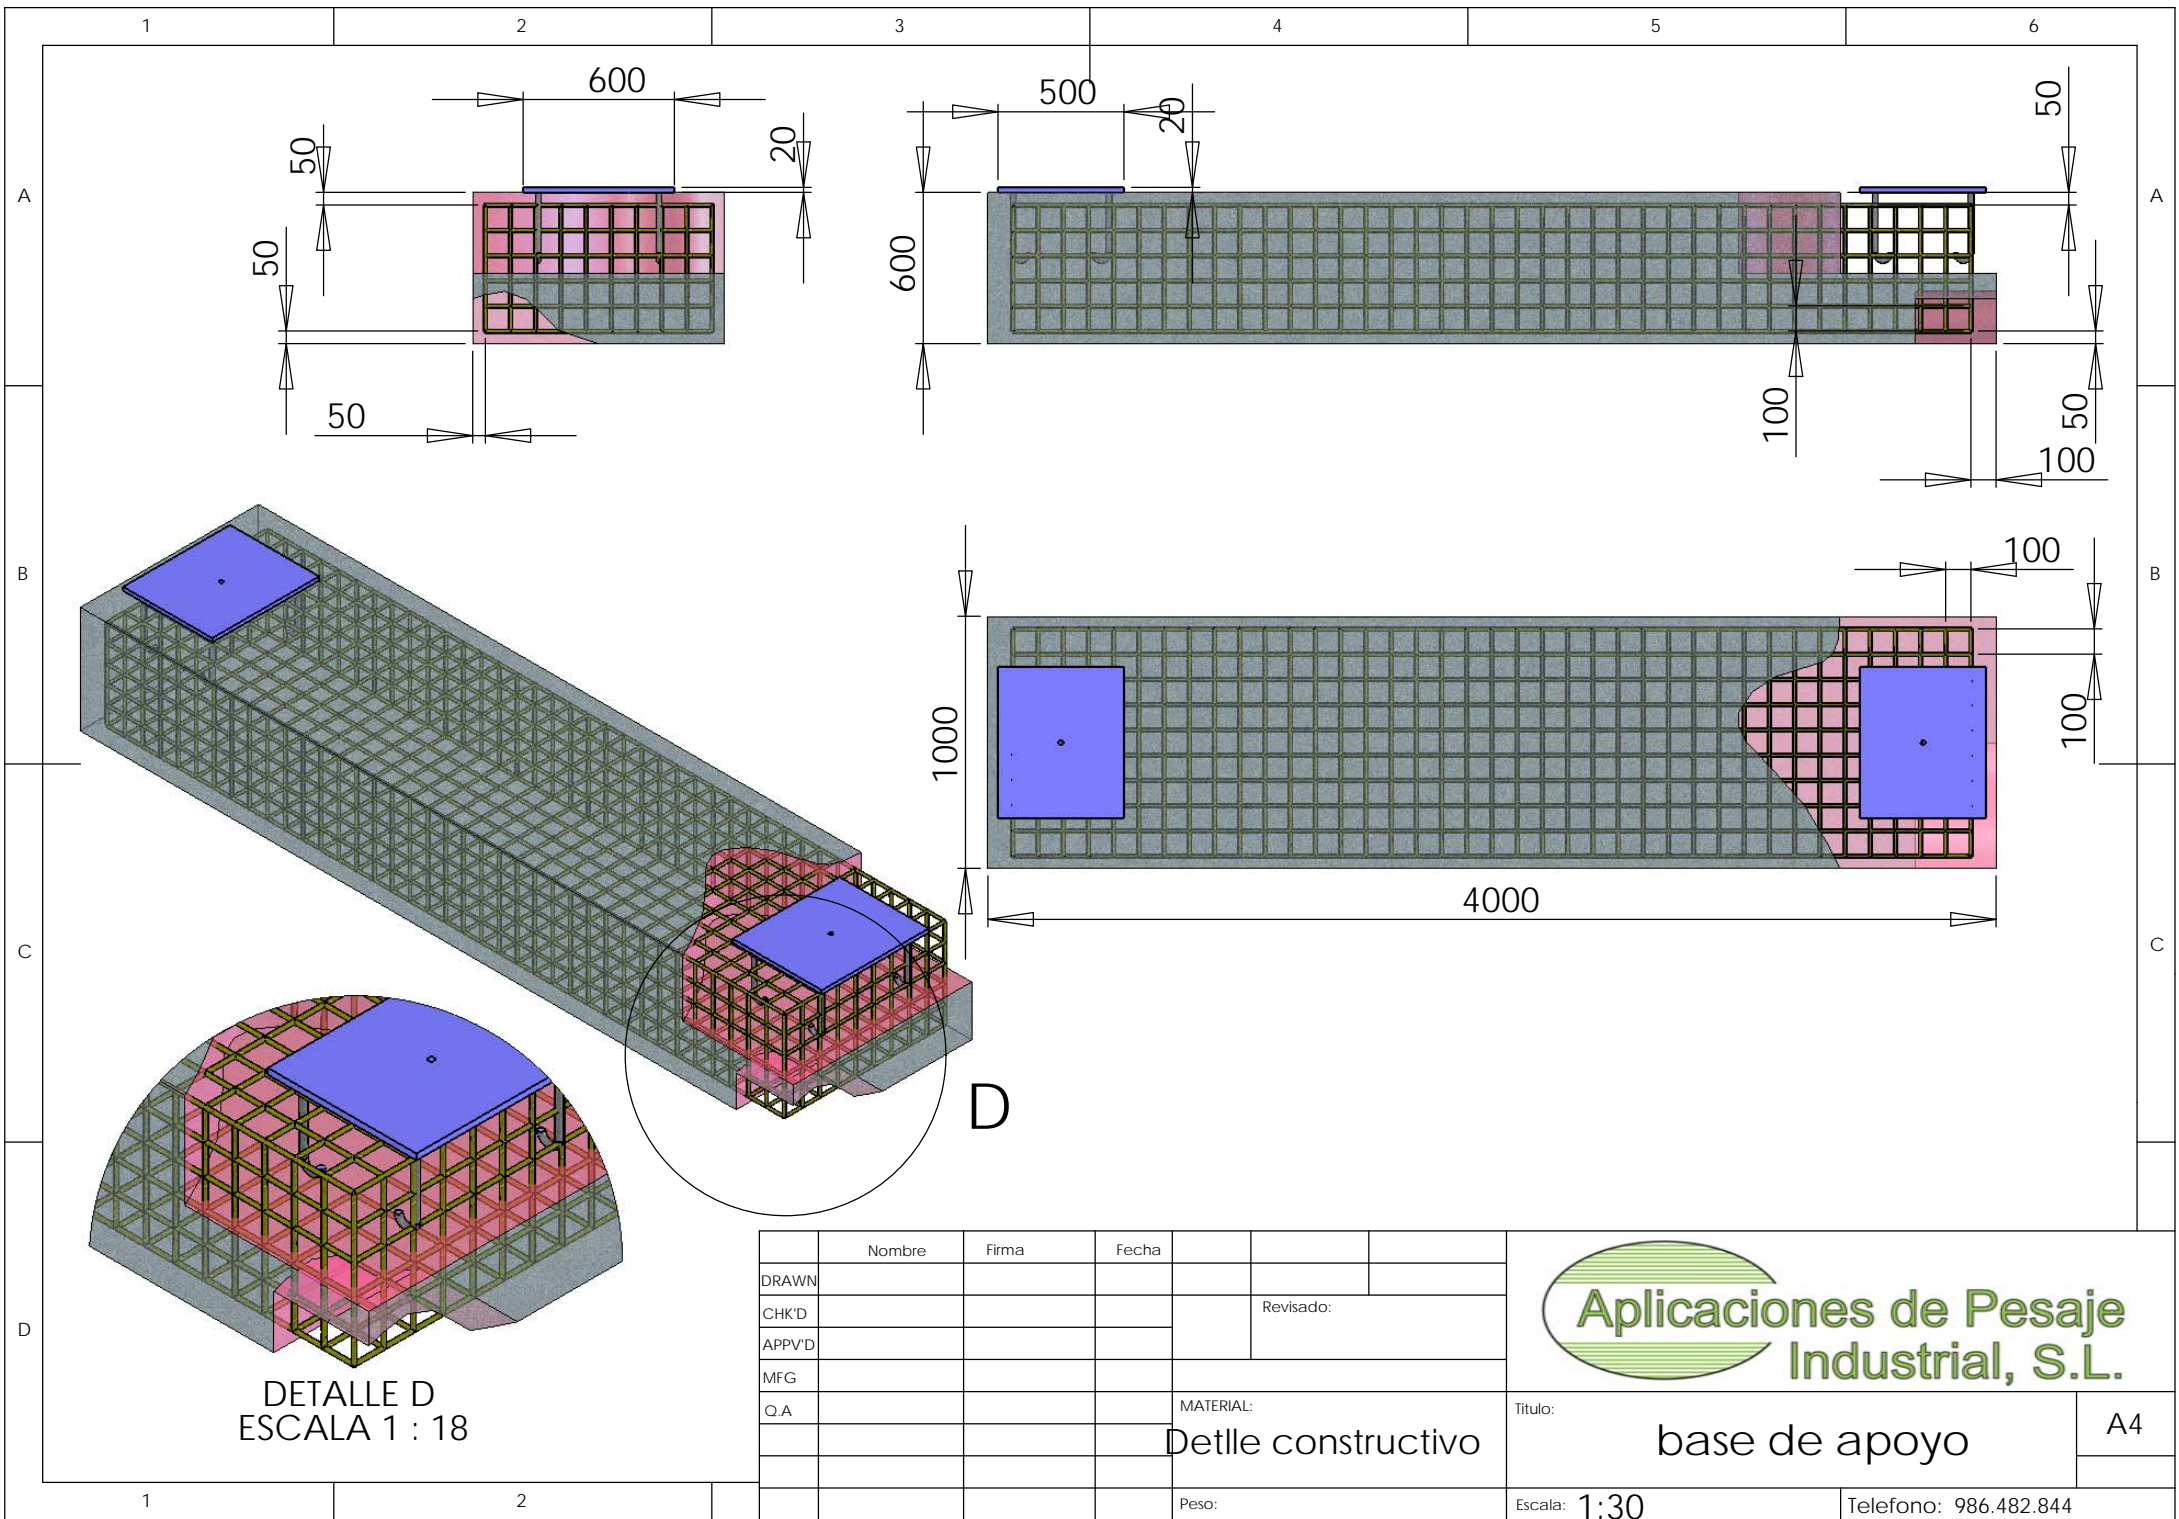 1 2 3 4 5 6
A
A
B
B
C
C
D
1
2
600
50
20
50
50
500
20
50
600
100
50
100
1000
100
100
4000
D
DETALLE D
ESCALA 1 : 18
Nombre Firma Fecha
DRAWN
CHK'D
APPV'D
MFG
Q.A
Revisado:
MATERIAL:
Detlle constructivo
Peso:
Aplicaciones de Pesaje
Industrial, S.L.
Titulo:
base de apoyo
A4
Escala: 1:30
Telefono: 986.482.844